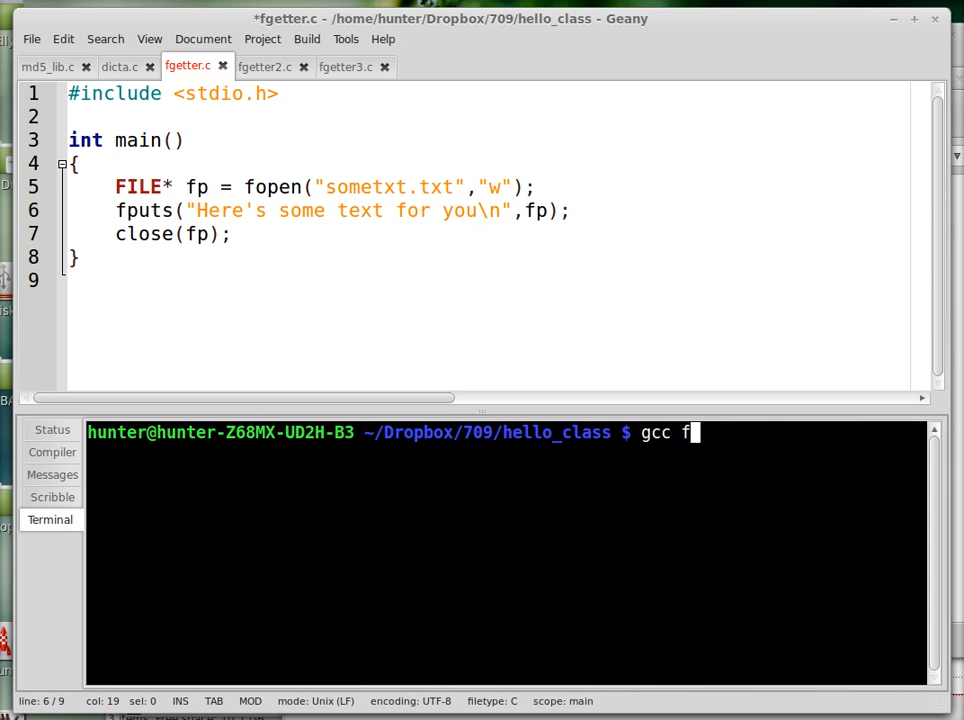 *fgetter.c - /home/hunter/Dropbox/709/hello_class - Geany
File Edit Search View Document Project Build Tools Help
md5_lib.c dicta.c fgetter.c fgetter2.c fgetter3.c
1 #include <stdio.h>
2
3 int main()
4 {
5 FILE* fp = fopen("sometxt.txt","w");
6 fputs("Here's some text for you\n",fp);
7 close(fp);
8 }
9
Status
Compiler
Messages
Scribble
Terminal
hunter@hunter-Z68MX-UD2H-B3 ~/Dropbox/709/hello_class $ gcc f
line: 6 / 9 col: 19 sel: 0 INS TAB MOD mode: Unix (LF) encoding: UTF-8 filetype: C scope: main